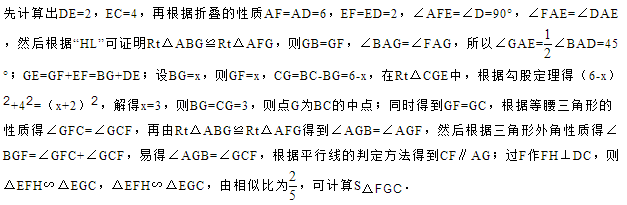 先计算出DE=2，EC=4，再根据折叠的性质AF=AD=6，EF=ED=2，∠AFE=∠D=90°，∠FAE=∠DAE
，然后根据“HL”可证明Rt△ABG≌Rt△AFG，则GB=GF，∠BAG=∠FAG，所以∠GAE=\frac{1}{2}∠BAD=45
°；GE=GF+EF=BG+DE；设BG=x，则GF=x，CG=BC-BG=6-x，在Rt△CGE中，根据勾股定理得（6-x）
²+4²=（x+2）²，解得x=3，则BG=CG=3，则点G为BC的中点；同时得到GF=GC，根据等腰三角形的
性质得∠GFC=∠GCF，再由Rt△ABG≌Rt△AFG得到∠AGB=∠AGF，然后根据三角形外角性质得∠
BGF=∠GFC+∠GCF，易得∠AGB=∠GCF，根据平行线的判定方法得到CF∥AG；过F作FH⊥DC，则
△EFH∽△EGC，△EFH∽△EGC，由相似比为\frac{2}{5}，可计算S△FGC．